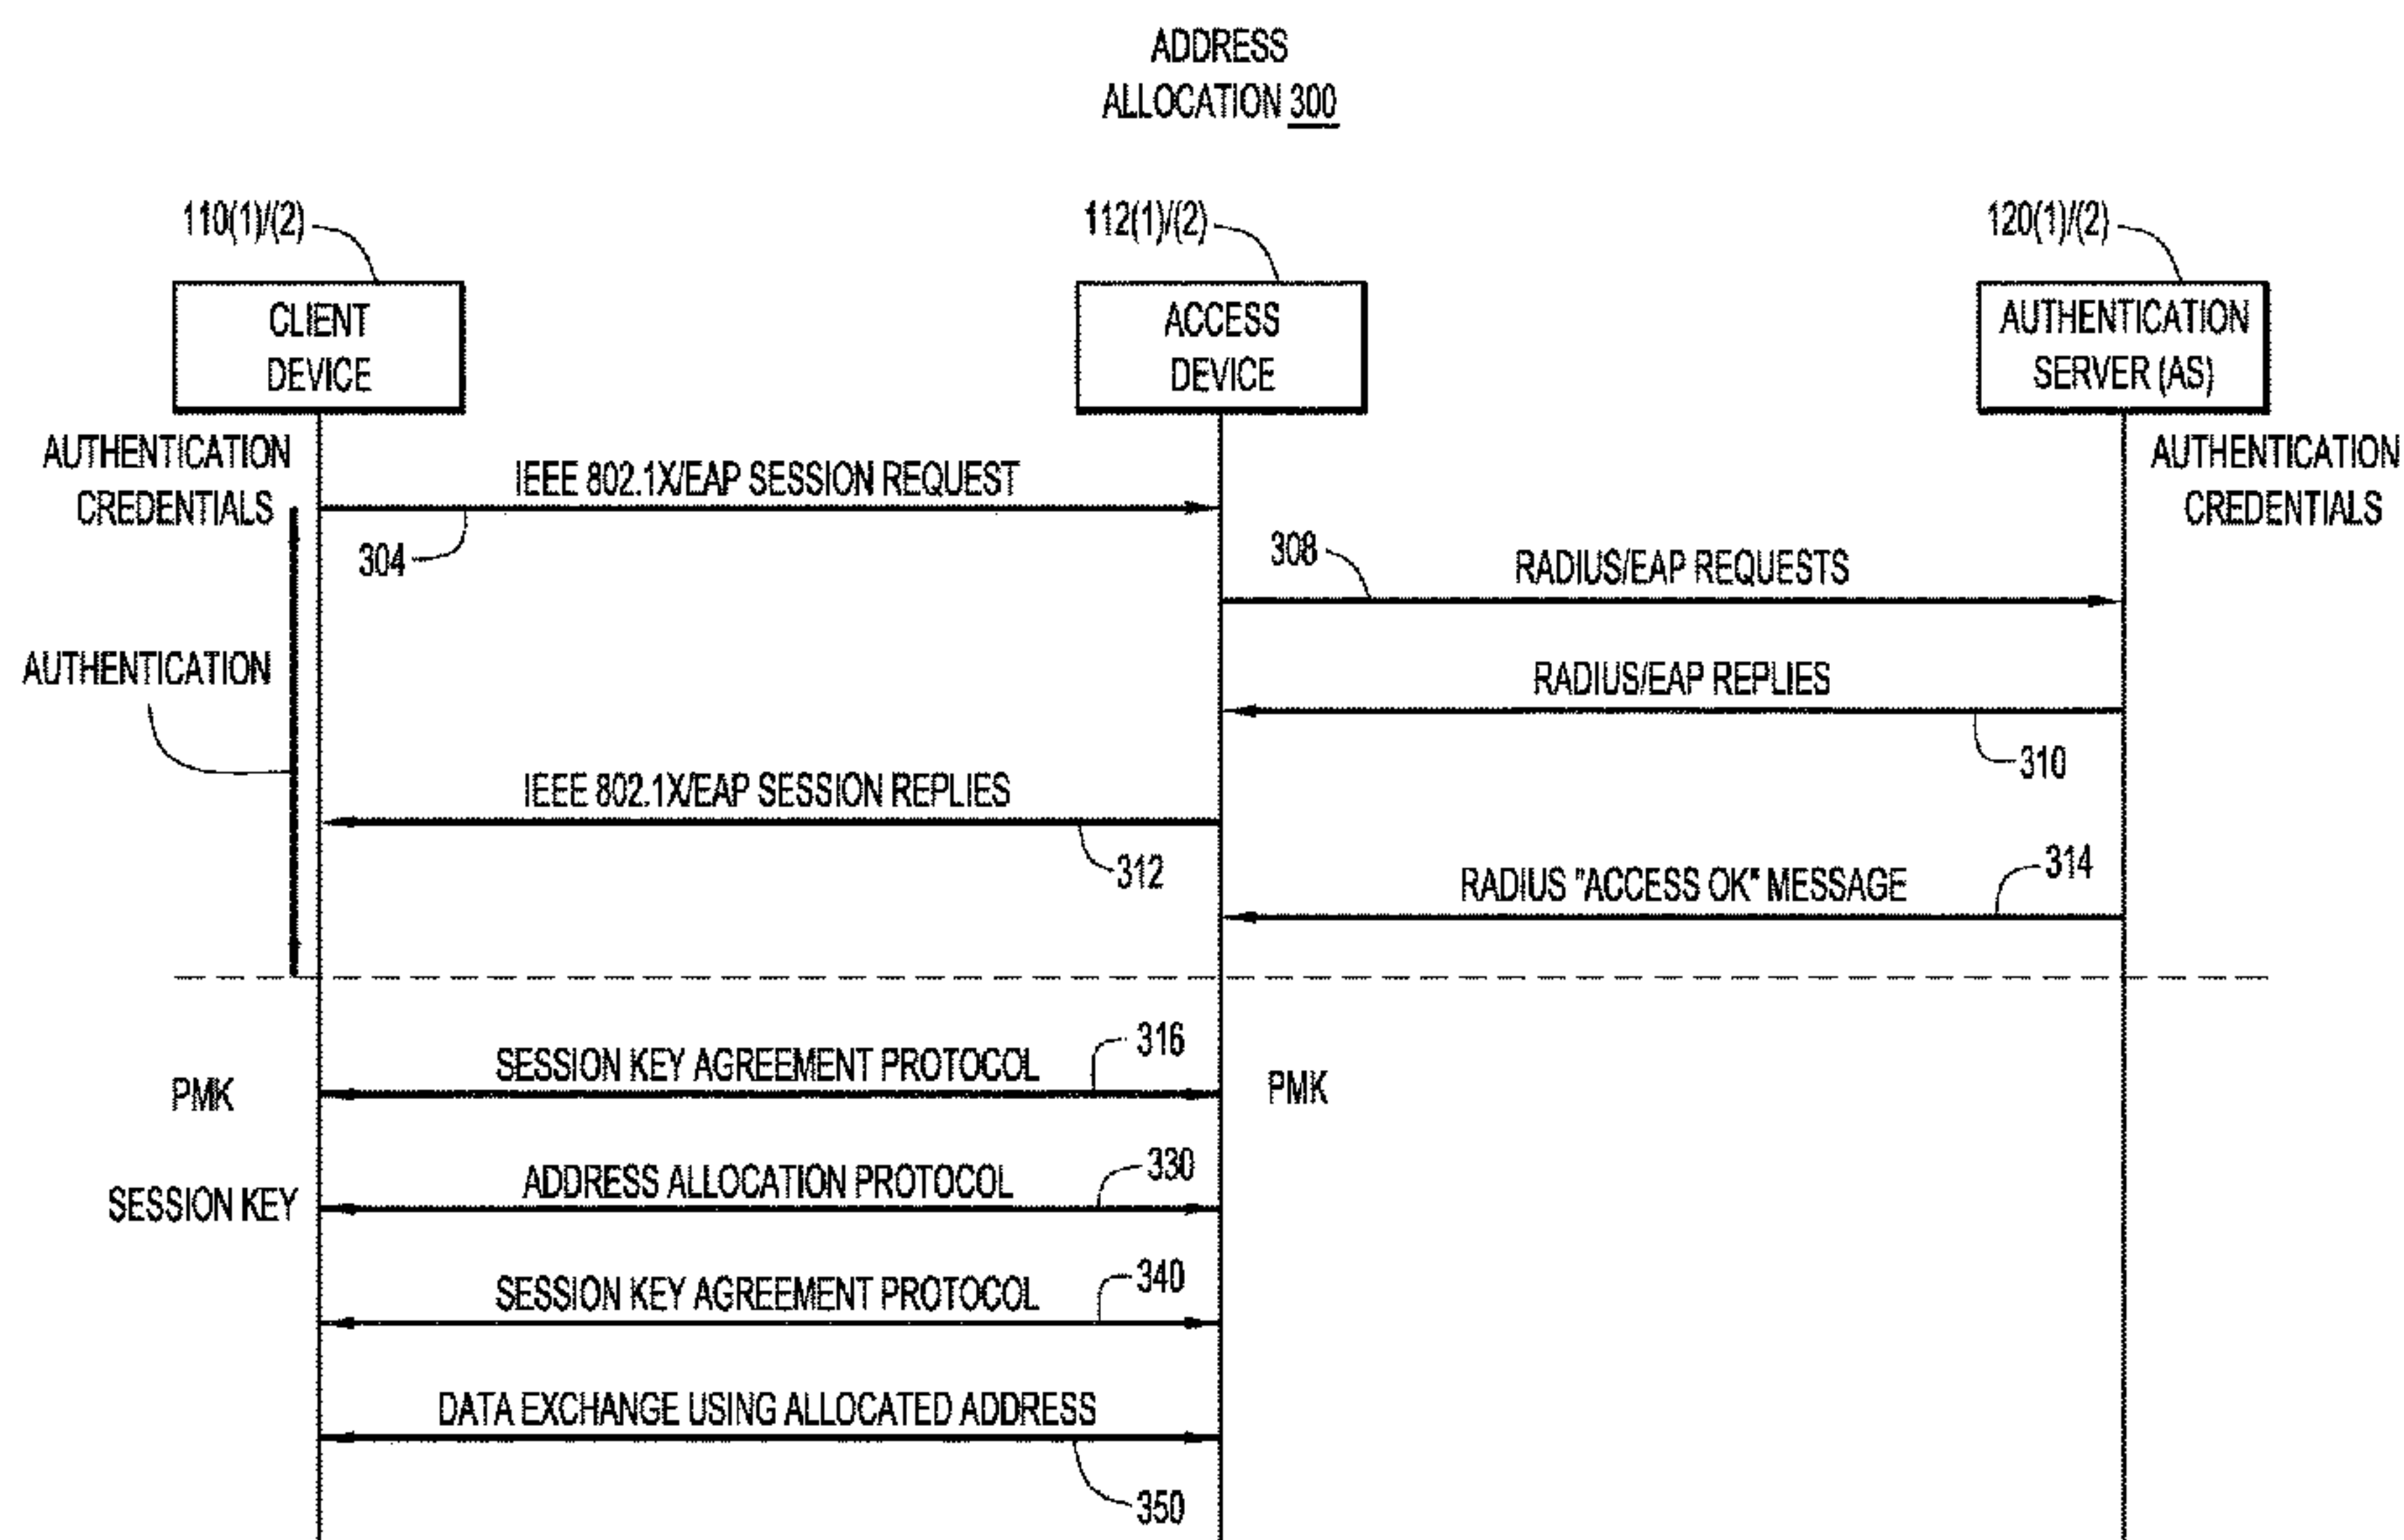 ADDRESS
ALLOCATION 300
110(1)/(2)
112(1)/(2)
120(1)/(2)
CLIENT
DEVICE
ACCESS
DEVICE
AUTHENTICATION
SERVER (AS)
AUTHENTICATION
CREDENTIALS
IEEE 802.1X/EAP SESSION REQUEST
304
AUTHENTICATION
CREDENTIALS
308
RADIUS/EAP REQUESTS
AUTHENTICATION
RADIUS/EAP REPLIES
310
IEEE 802.1X/EAP SESSION REPLIES
312
RADIUS "ACCESS OK" MESSAGE
314
PMK
SESSION KEY AGREEMENT PROTOCOL
316
PMK
SESSION KEY
ADDRESS ALLOCATION PROTOCOL
330
SESSION KEY AGREEMENT PROTOCOL
340
DATA EXCHANGE USING ALLOCATED ADDRESS
350